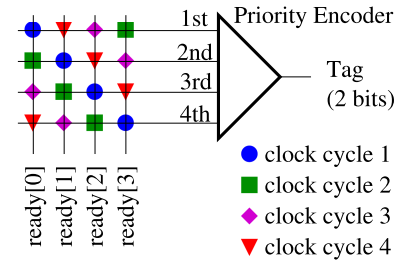 Priority Encoder
1st
2nd
3rd
4th
Tag
(2 bits)
ready[0]
ready[1]
ready[2]
ready[3]
clock cycle 1
clock cycle 2
clock cycle 3
clock cycle 4